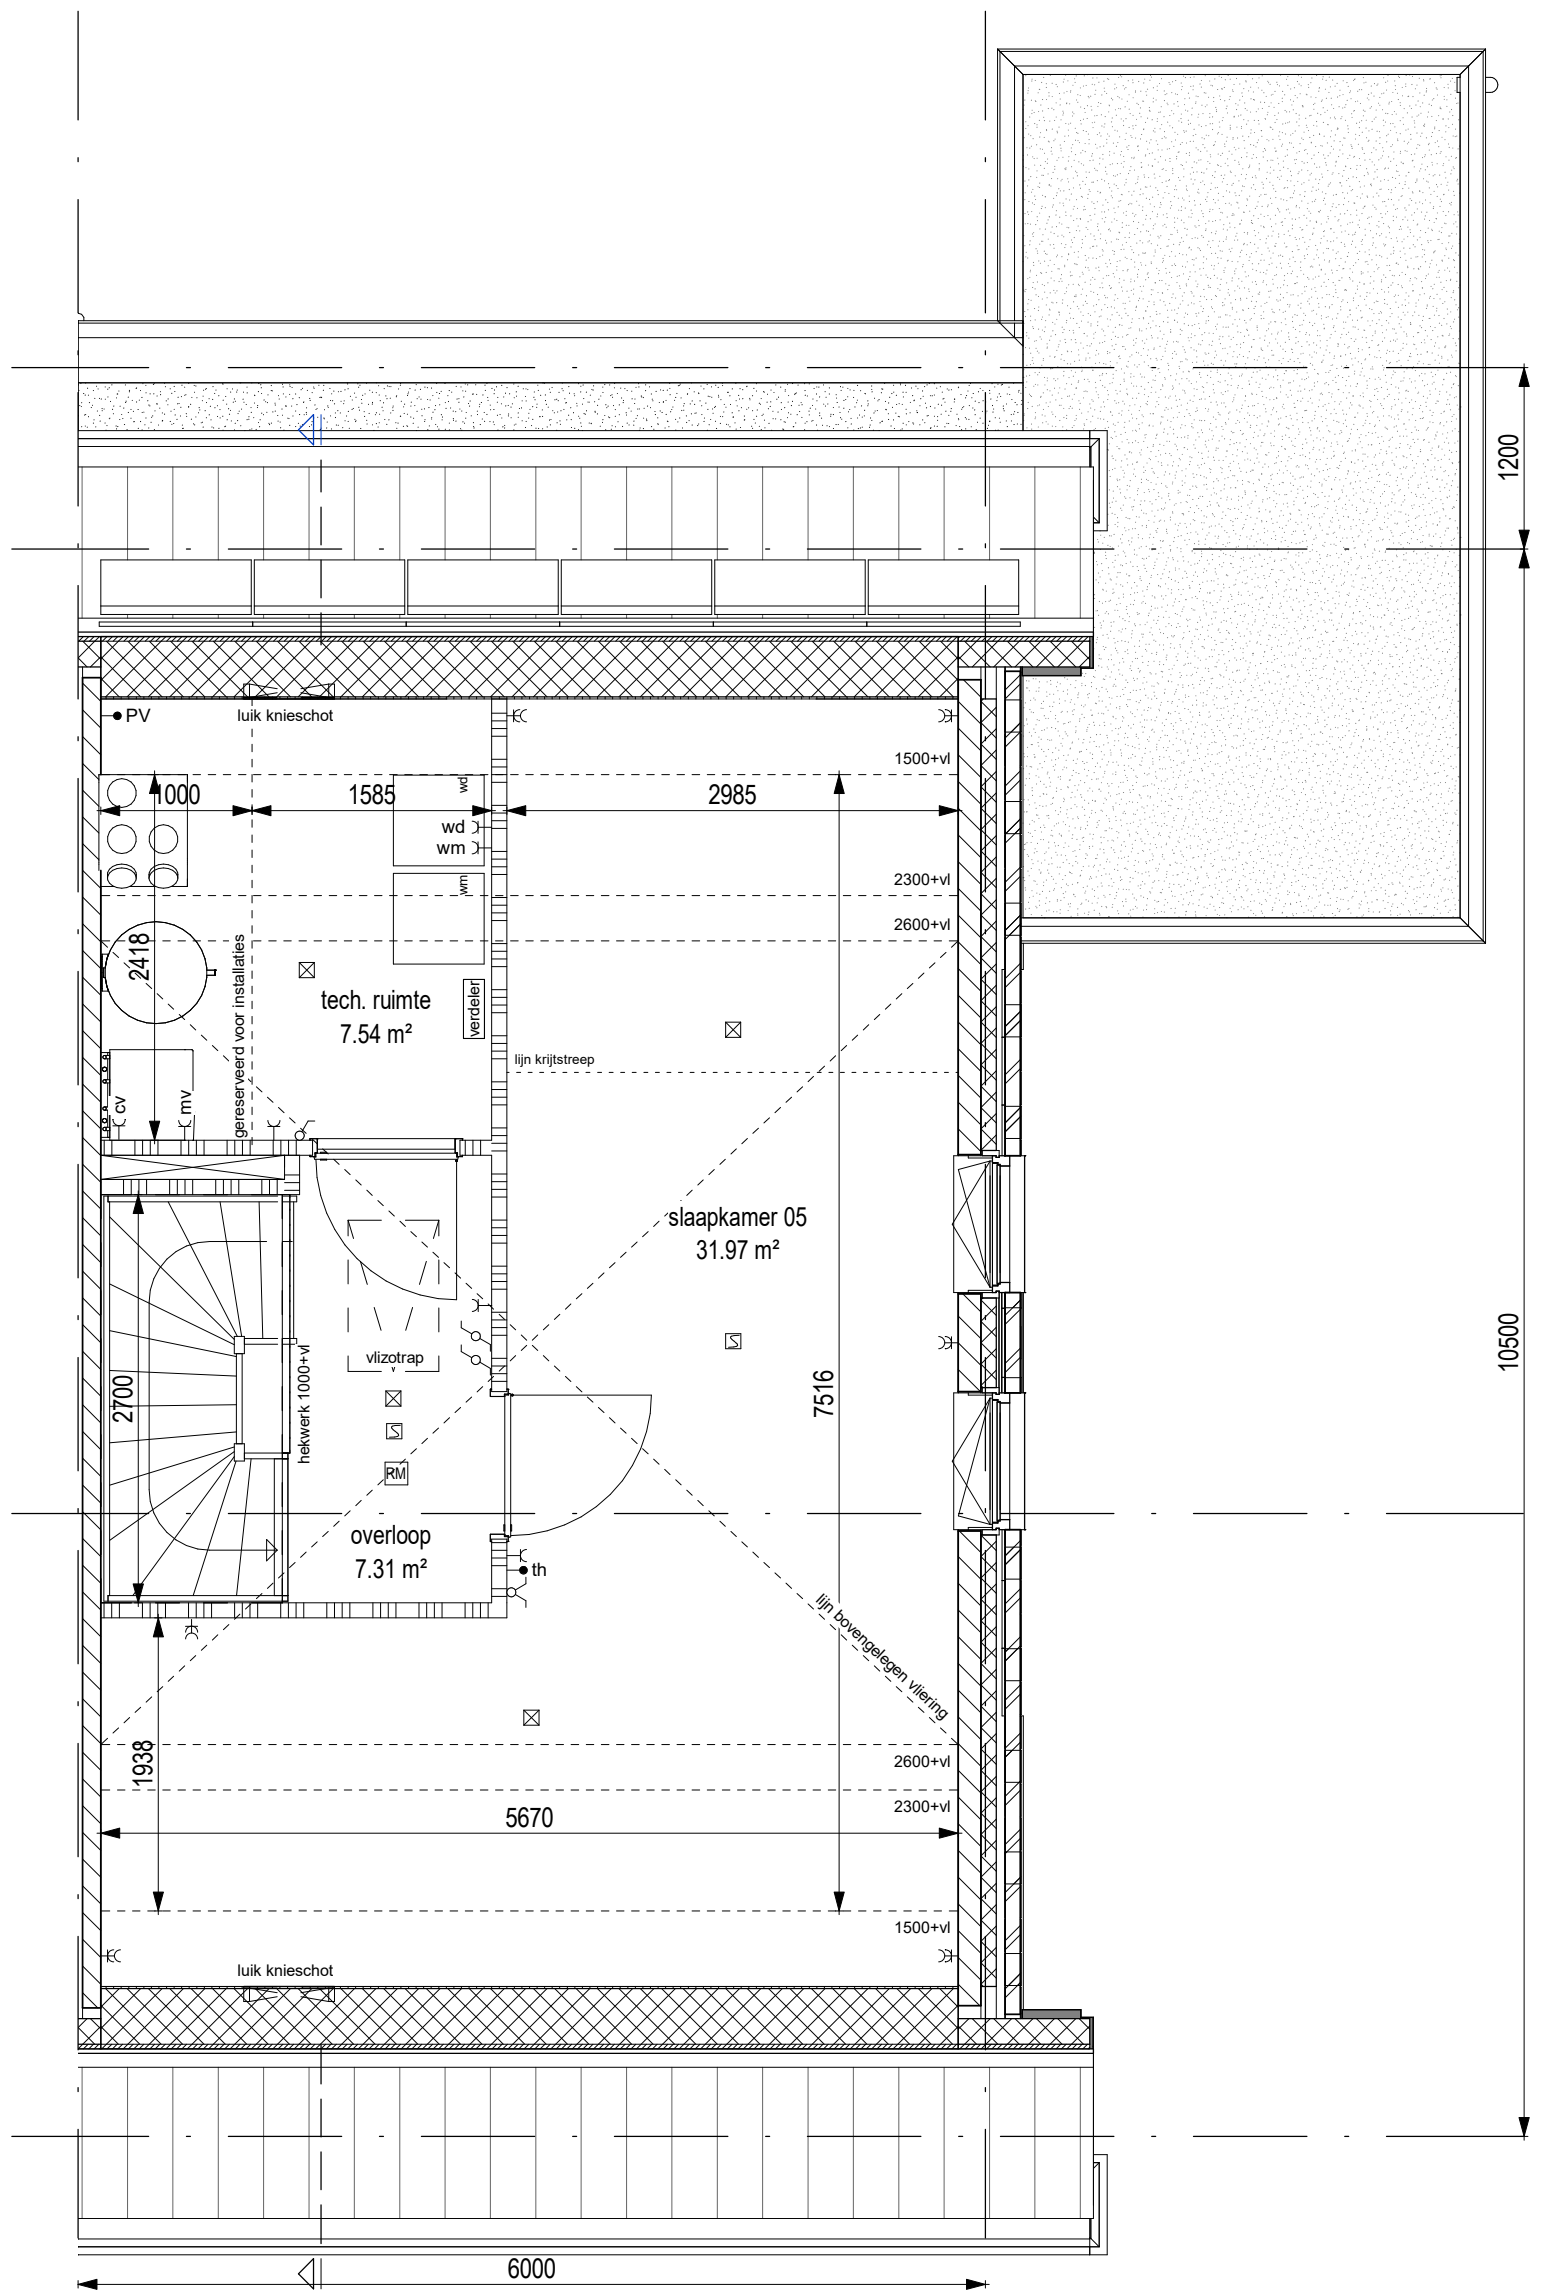 1200
PV
luik knieschot
1500+vl
1000
1585
2985
wd
wd
wm
wm
2300+vl
2600+vl
2418
gereserveerd voor installaties
tech. ruimte
7.54 m²
verdeler
lijn krijtstreep
cv
mv
slaapkamer 05
31.97 m²
10500
vlizotrap
hekwerk 1000+vl
2700
7516
RM
overloop
7.31 m²
th
lijn bovengelegen vliering
1938
2600+vl
2300+vl
5670
1500+vl
luik knieschot
6000